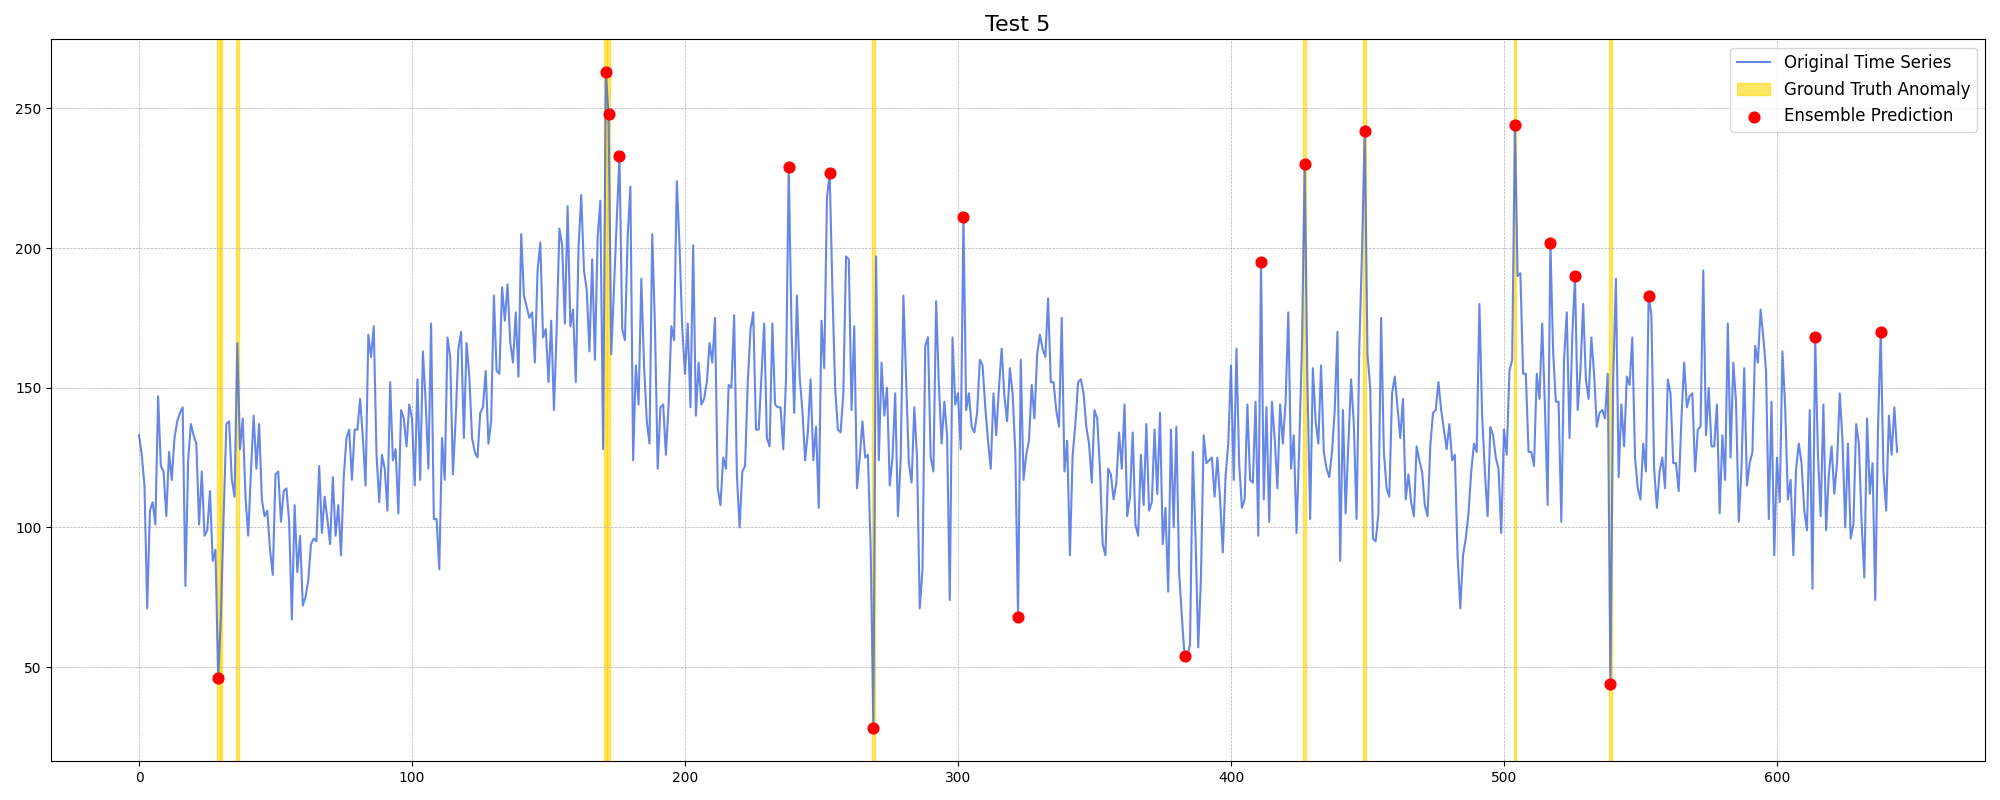 Test 5
Original Time Series
Ground Truth Anomaly
Ensemble Prediction
250
200
150
100
50
0 100 200 300 400 500 600